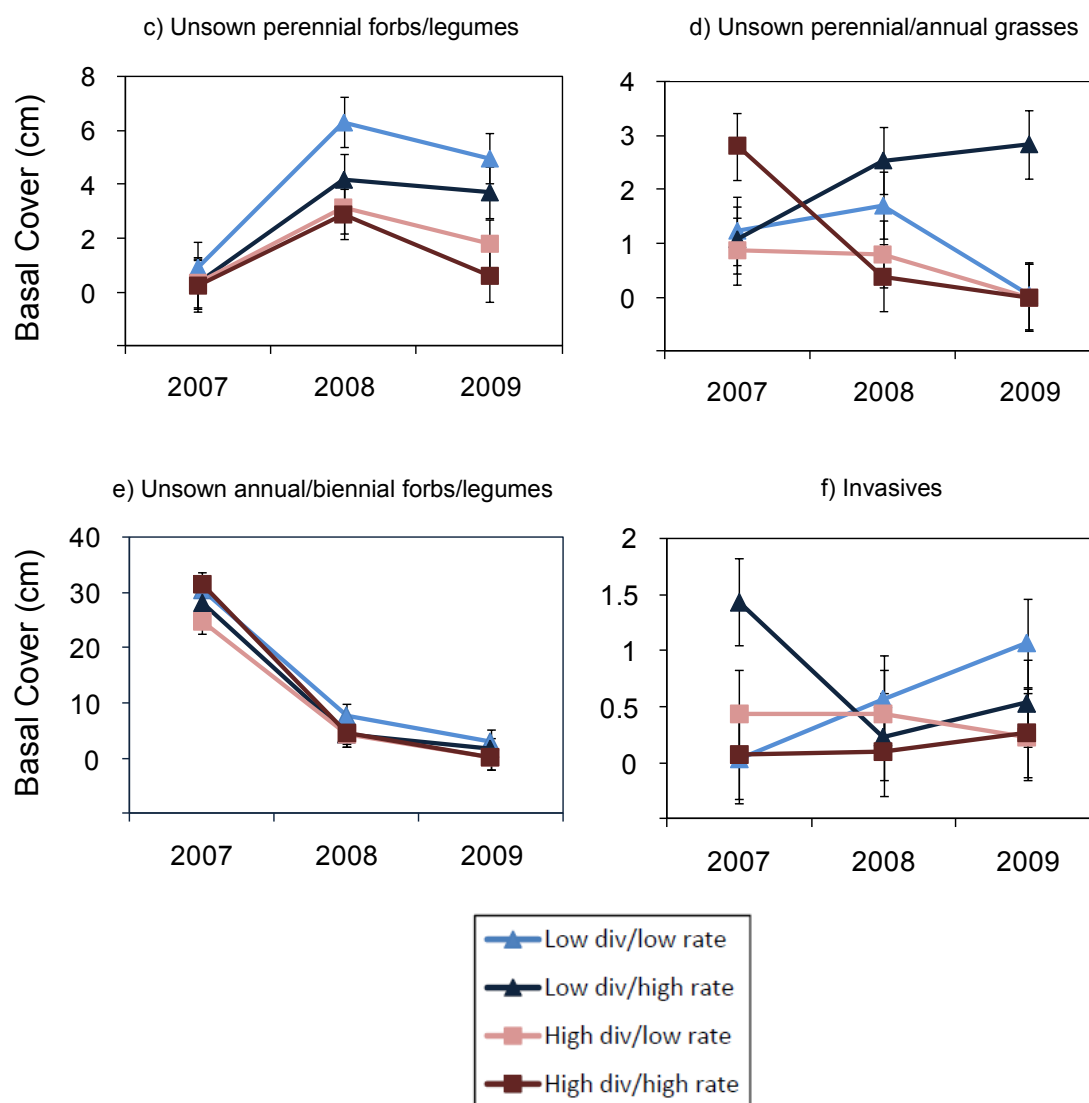 c) Unsown perennial forbs/legumes
d) Unsown perennial/annual grasses
Basal Cover (cm)
8
6
4
2
0
2007 2008 2009
4
3
2
1
0
2007 2008 2009
e) Unsown annual/biennial forbs/legumes
f) Invasives
Basal Cover (cm)
40
30
20
10
0
2007 2008 2009
2
1.5
1
0.5
0
2007 2008 2009
Low div/low rate
Low div/high rate
High div/low rate
High div/high rate